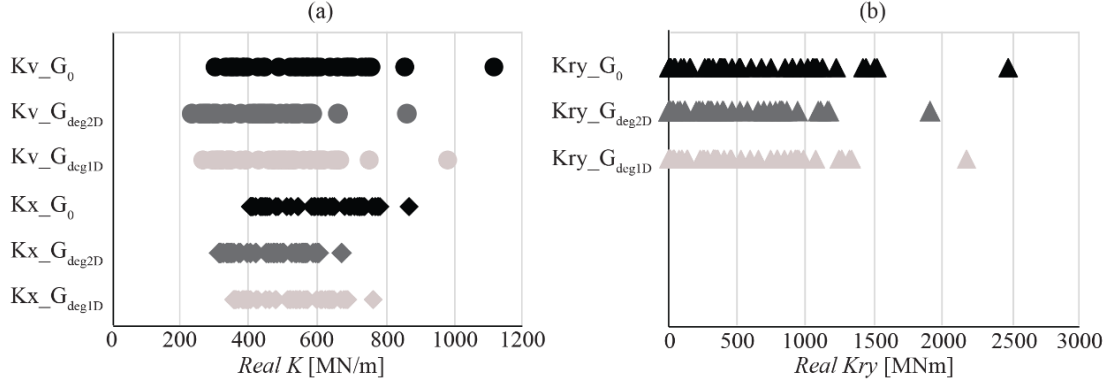 (a)
(b)
Kv_G0
Kv_Gdeg2D
Kv_Gdeg1D
Kx_G0
Kx_Gdeg2D
Kx_Gdeg1D
0 200 400 600 800 1000 1200
Real K [MN/m]
Kry_G0
Kry_Gdeg2D
Kry_Gdeg1D
0 500 1000 1500 2000 2500 3000
Real Kry [MNm]